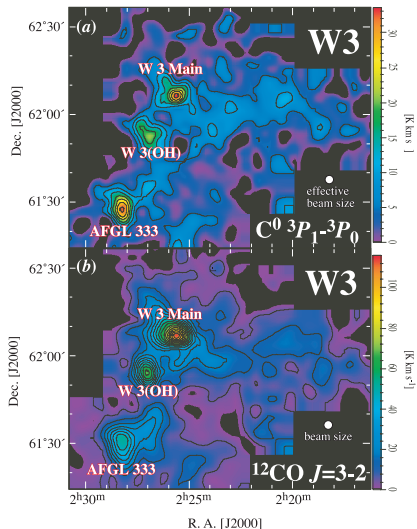 (a)
W3
W 3 Main
W 3(OH)
AFGL 333
effective
beam size
C⁰ ³P₁-³P₀
62°30´
62°00´
61°30´
Dec. [J2000]
[K km s
35
30
25
20
15
10
5
0
(b)
W3
W 3 Main
W 3(OH)
AFGL 333
beam size
¹²CO J=3-2
62°30´
62°00´
61°30´
Dec. [J2000]
[K km s⁻¹]
100
80
60
40
20
0
2ʰ30ᵐ
2ʰ25ᵐ
2ʰ20ᵐ
R. A. [J2000]